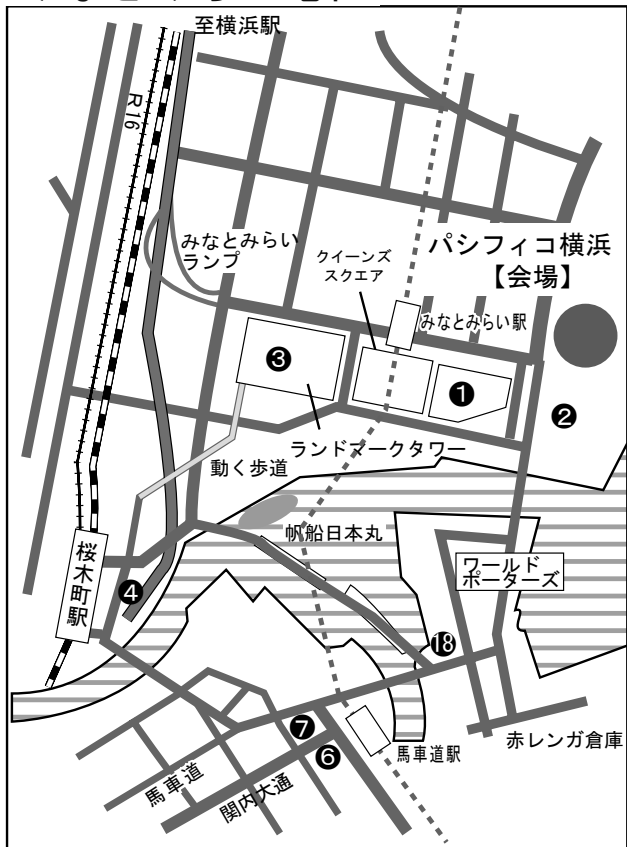 至横浜駅
R16
みなとみらい
ランプ
クイーンズ
スクエア
パシフィコ横浜
【会場】
みなとみらい駅
❸
❶
❷
ランドマークタワー
動く歩道
帆船日本丸
桜木町駅
❹
ワールド
ポーターズ
⓲
❼
❻
馬車道駅
赤レンガ倉庫
馬車道
関内大通